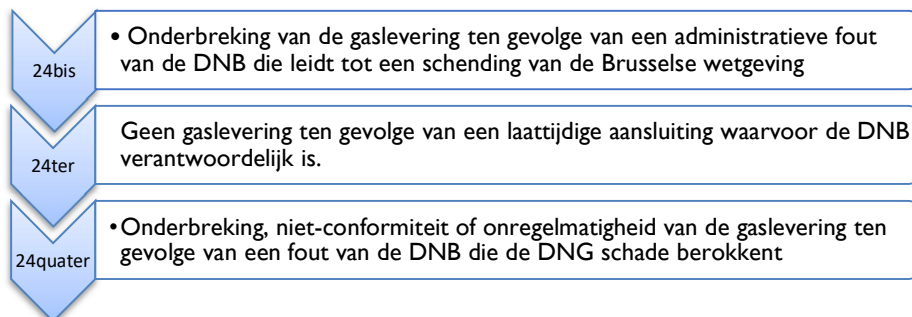 24bis
• Onderbreking van de gaslevering ten gevolge van een administratieve fout
van de DNB die leidt tot een schending van de Brusselse wetgeving
24ter
Geen gaslevering ten gevolge van een laattijdige aansluiting waarvoor de DNB
verantwoordelijk is.
24quater
• Onderbreking, niet-conformiteit of onregelmatigheid van de gaslevering ten
gevolge van een fout van de DNB die de DNG schade berokkent